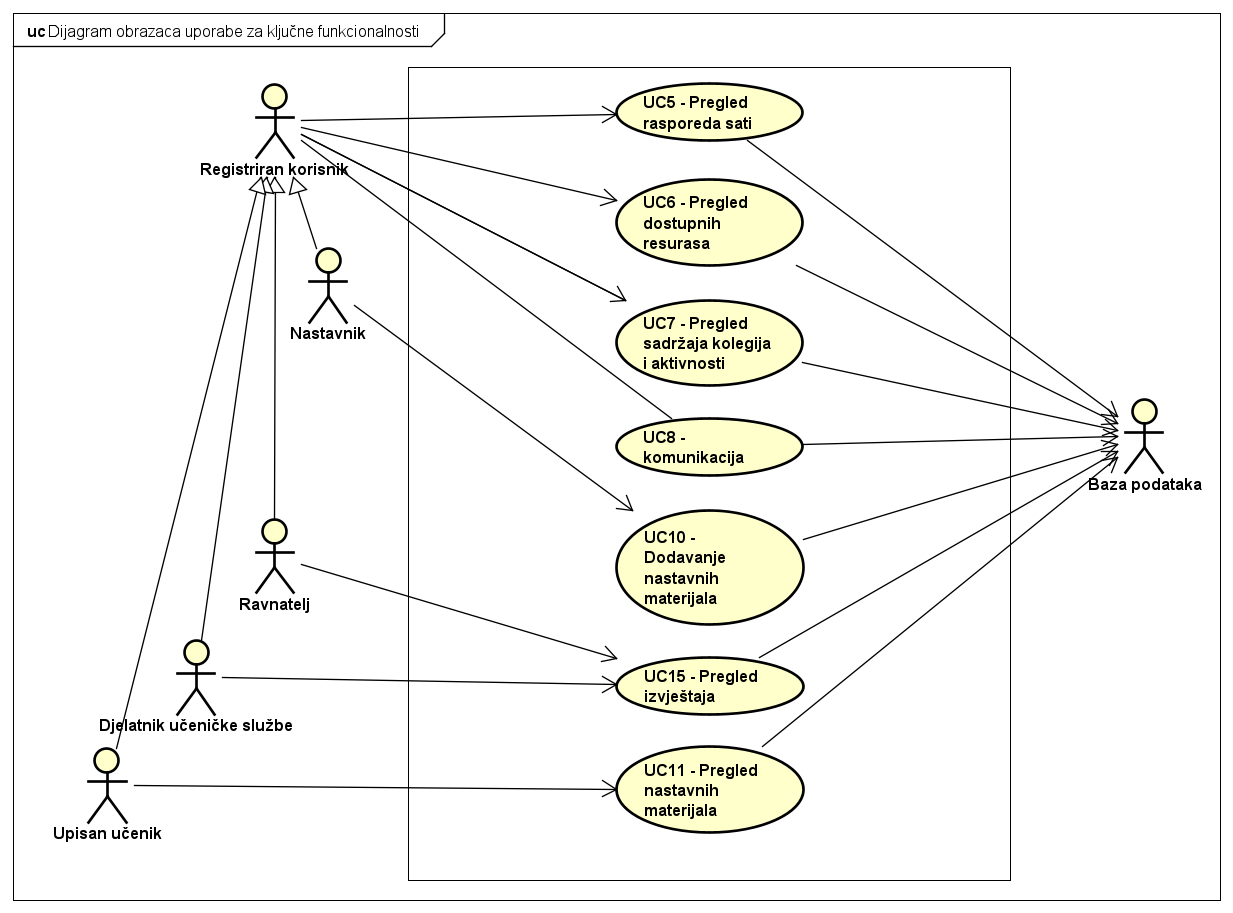 uc Dijagram obrazaca uporabe za ključne funkcionalnosti
UC5 - Pregled
rasporeda sati
Registriran korisnik
UC6 - Pregled
dostupnih
resurasa
Nastavnik
UC7 - Pregled
sadržaja kolegija
i aktivnosti
UC8 -
komunikacija
Baza podataka
UC10 -
Dodavanje
nastavnih
materijala
Ravnatelj
UC15 - Pregled
izvještaja
Djelatnik učeničke službe
UC11 - Pregled
nastavnih
materijala
Upisan učenik